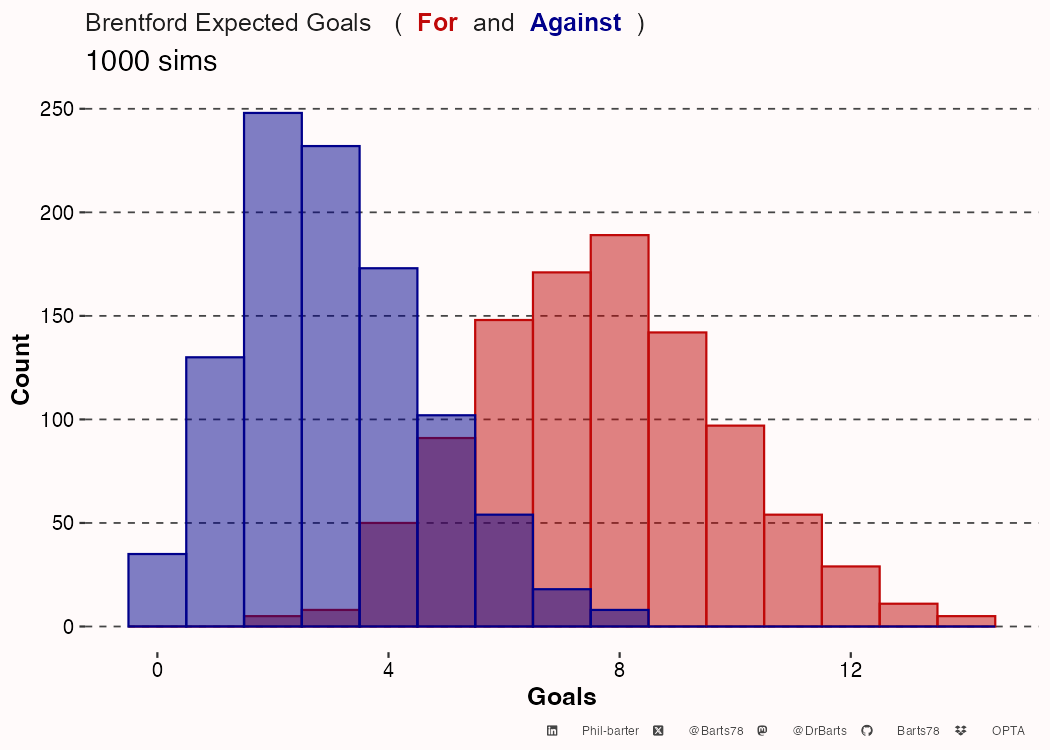 Brentford Expected Goals ( For and Against )
1000 sims
250
200
150
100
50
0
Count
0 4 8 12
Goals
Phil-barter @Barts78 @DrBarts Barts78 OPTA